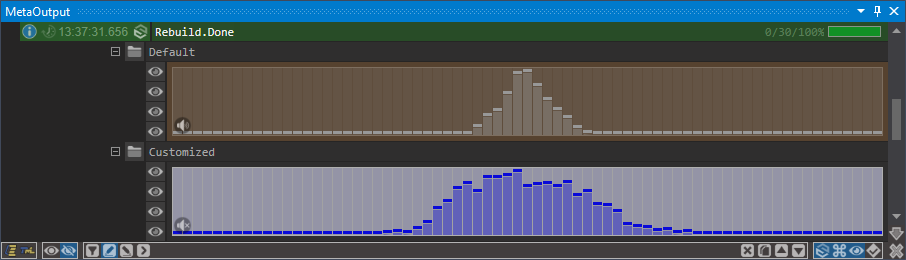 MetaOutput
13:37:31.656 Rebuild.Done 0/30/100%
Default
Customized